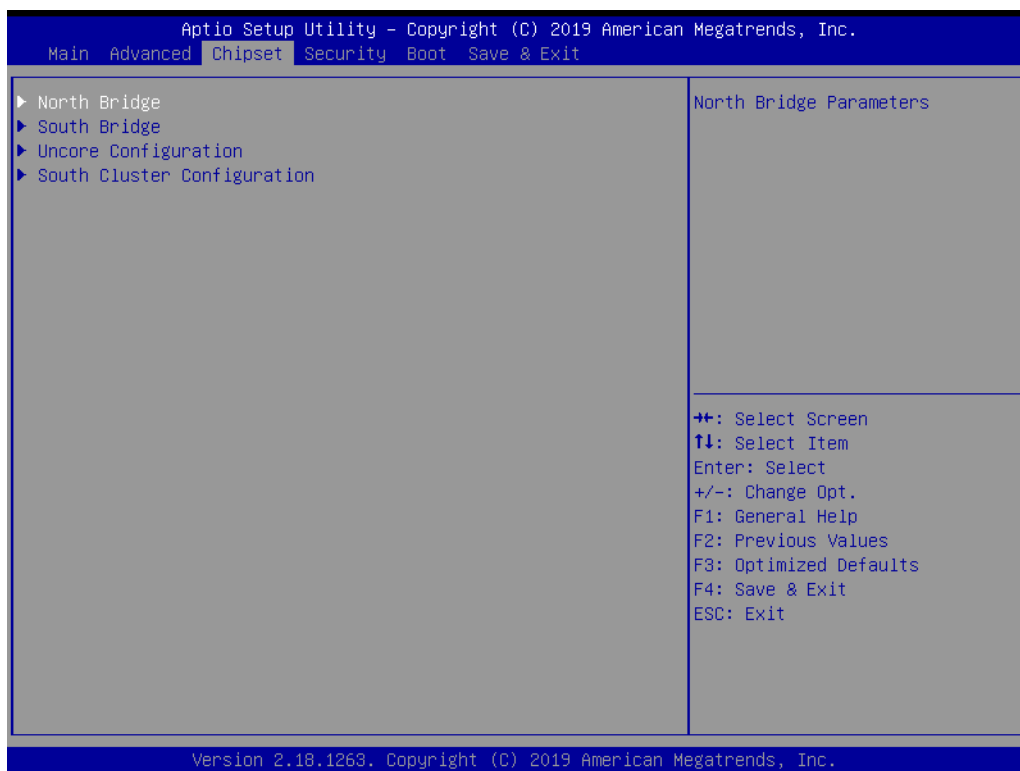 Aptio Setup Utility – Copyright (C) 2019 American Megatrends, Inc.
Main Advanced Chipset Security Boot Save & Exit
▶ North Bridge
▶ South Bridge
▶ Uncore Configuration
▶ South Cluster Configuration
North Bridge Parameters
→←: Select Screen
↑↓: Select Item
Enter: Select
+/-: Change Opt.
F1: General Help
F2: Previous Values
F3: Optimized Defaults
F4: Save & Exit
ESC: Exit
Version 2.18.1263. Copyright (C) 2019 American Megatrends, Inc.